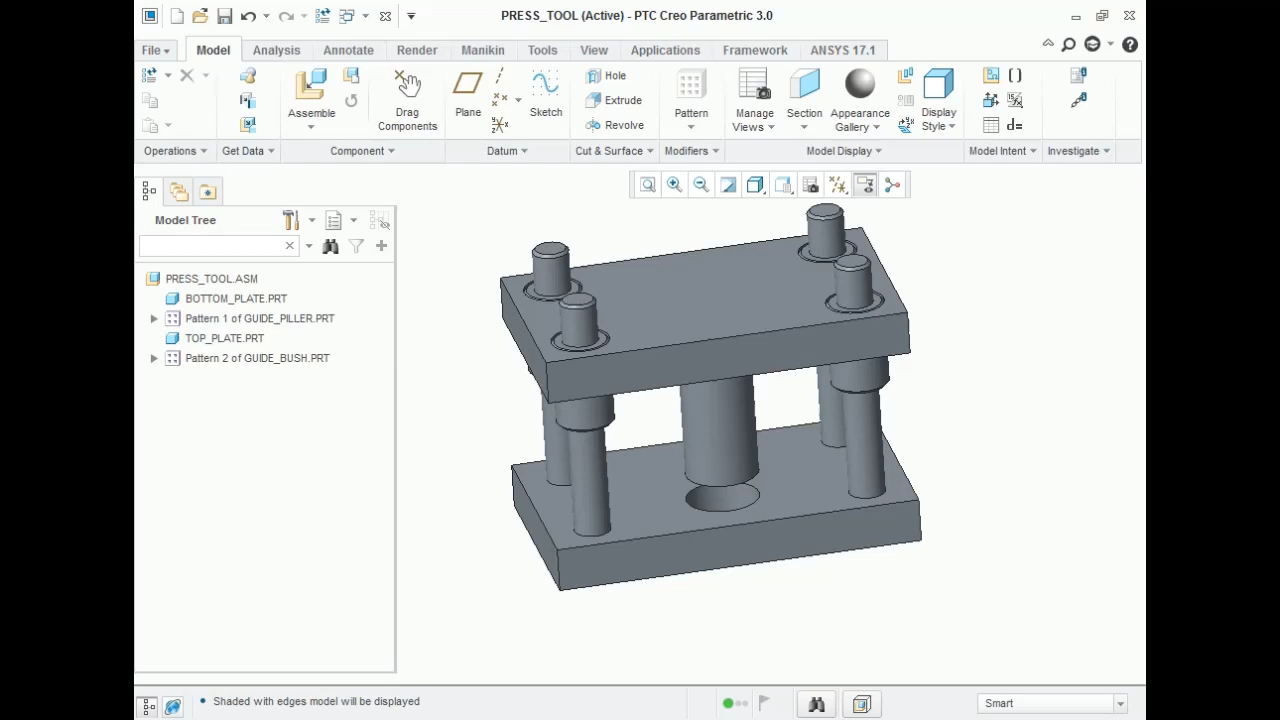 PRESS_TOOL (Active) - PTC Creo Parametric 3.0
File Model Analysis Annotate Render Manikin Tools View Applications Framework ANSYS 17.1
Assemble
Drag
Components
Plane
Sketch
Hole
Extrude
Revolve
Pattern
Manage
Views
Section
Appearance
Gallery
Display
Style
d=
Operations Get Data Component Datum Cut & Surface Modifiers Model Display Model Intent Investigate
Model Tree
PRESS_TOOL.ASM
BOTTOM_PLATE.PRT
Pattern 1 of GUIDE_PILLER.PRT
TOP_PLATE.PRT
Pattern 2 of GUIDE_BUSH.PRT
Shaded with edges model will be displayed
Smart